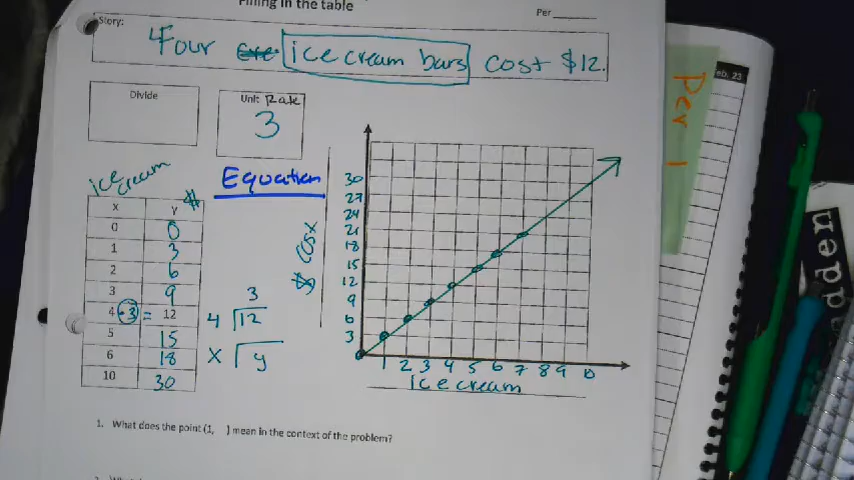 Filling in the table
Per
Story:
4 Four ice cream bars cost $12.
Divide
Unit Rate
3
Equation
ice cream
$
x y
0 0
1 3
2 6
3 9
4 ·3 = 12
5 15
6 18
10 30
3
4 12
x y
$ cost
30
27
24
21
18
15
12
9
6
3
1 2 3 4 5 6 7 8 9 10
ice cream
1. What does the point (1, ) mean in the context of the problem?
Feb. 23
Per 1
dden